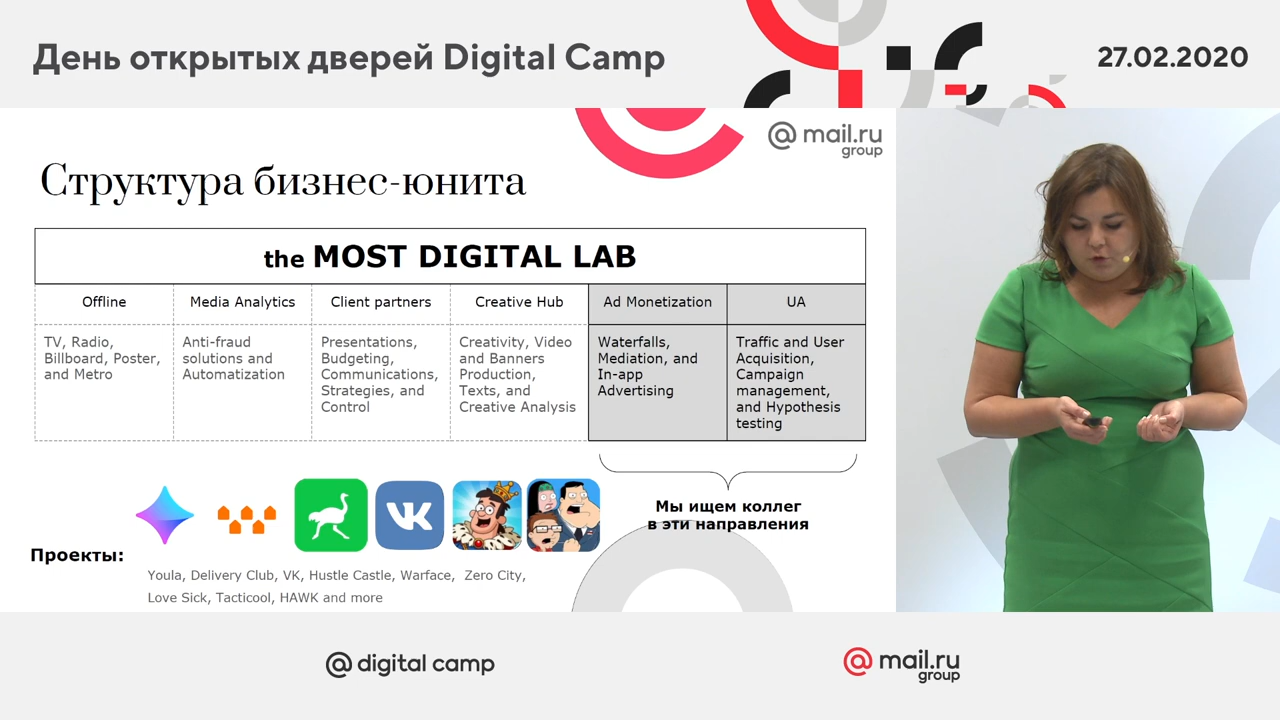 День открытых дверей Digital Camp
27.02.2020
@ mail.ru
group
Структура бизнес-юнита
the MOST DIGITAL LAB
Offline
Media Analytics
Client partners
Creative Hub
Ad Monetization
UA
TV, Radio,
Billboard, Poster,
and Metro
Anti-fraud
solutions and
Automatization
Presentations,
Budgeting,
Communications,
Strategies, and
Control
Creativity, Video
and Banners
Production,
Texts, and
Creative Analysis
Waterfalls,
Mediation, and
In-app
Advertising
Traffic and User
Acquisition,
Campaign
management,
and Hypothesis
testing
Мы ищем коллег
в эти направления
Проекты:
Youla, Delivery Club, VK, Hustle Castle, Warface, Zero City,
Love Sick, Tacticool, HAWK and more
@ digital camp
@ mail.ru
group